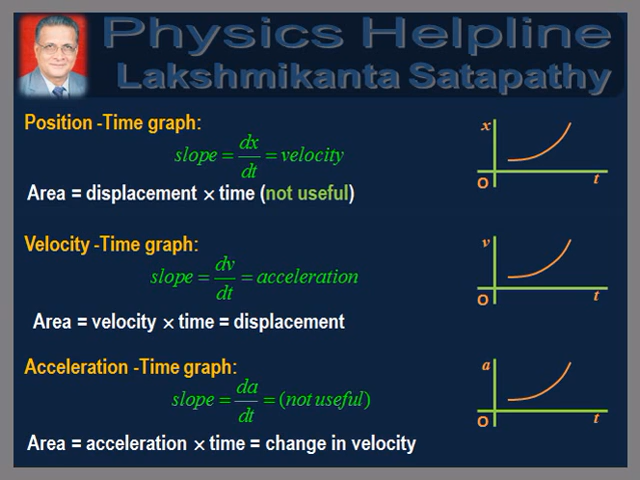 Physics Helpline
Lakshmikanta Satapathy
Position -Time graph:
slope = dx/dt = velocity
Area = displacement × time (not useful)
x
O
t
Velocity -Time graph:
slope = dv/dt = acceleration
Area = velocity × time = displacement
v
O
t
Acceleration -Time graph:
slope = da/dt = (not useful)
Area = acceleration × time = change in velocity
a
O
t